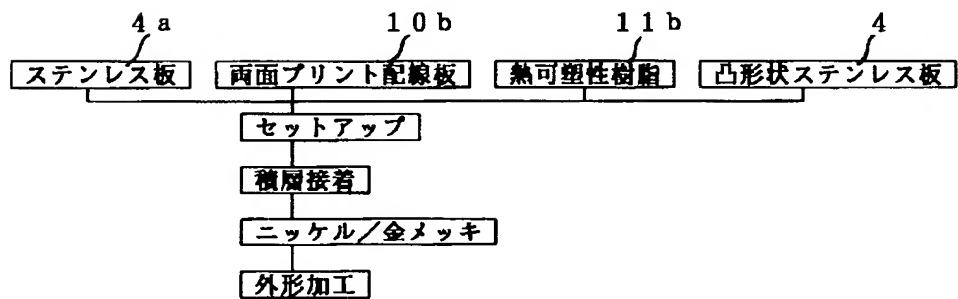 ４ａ １０ｂ １１ｂ ４
ステンレス板 両面プリント配線板 熱可塑性樹脂 凸形状ステンレス板
セットアップ
積層接着
ニッケル／金メッキ
外形加工